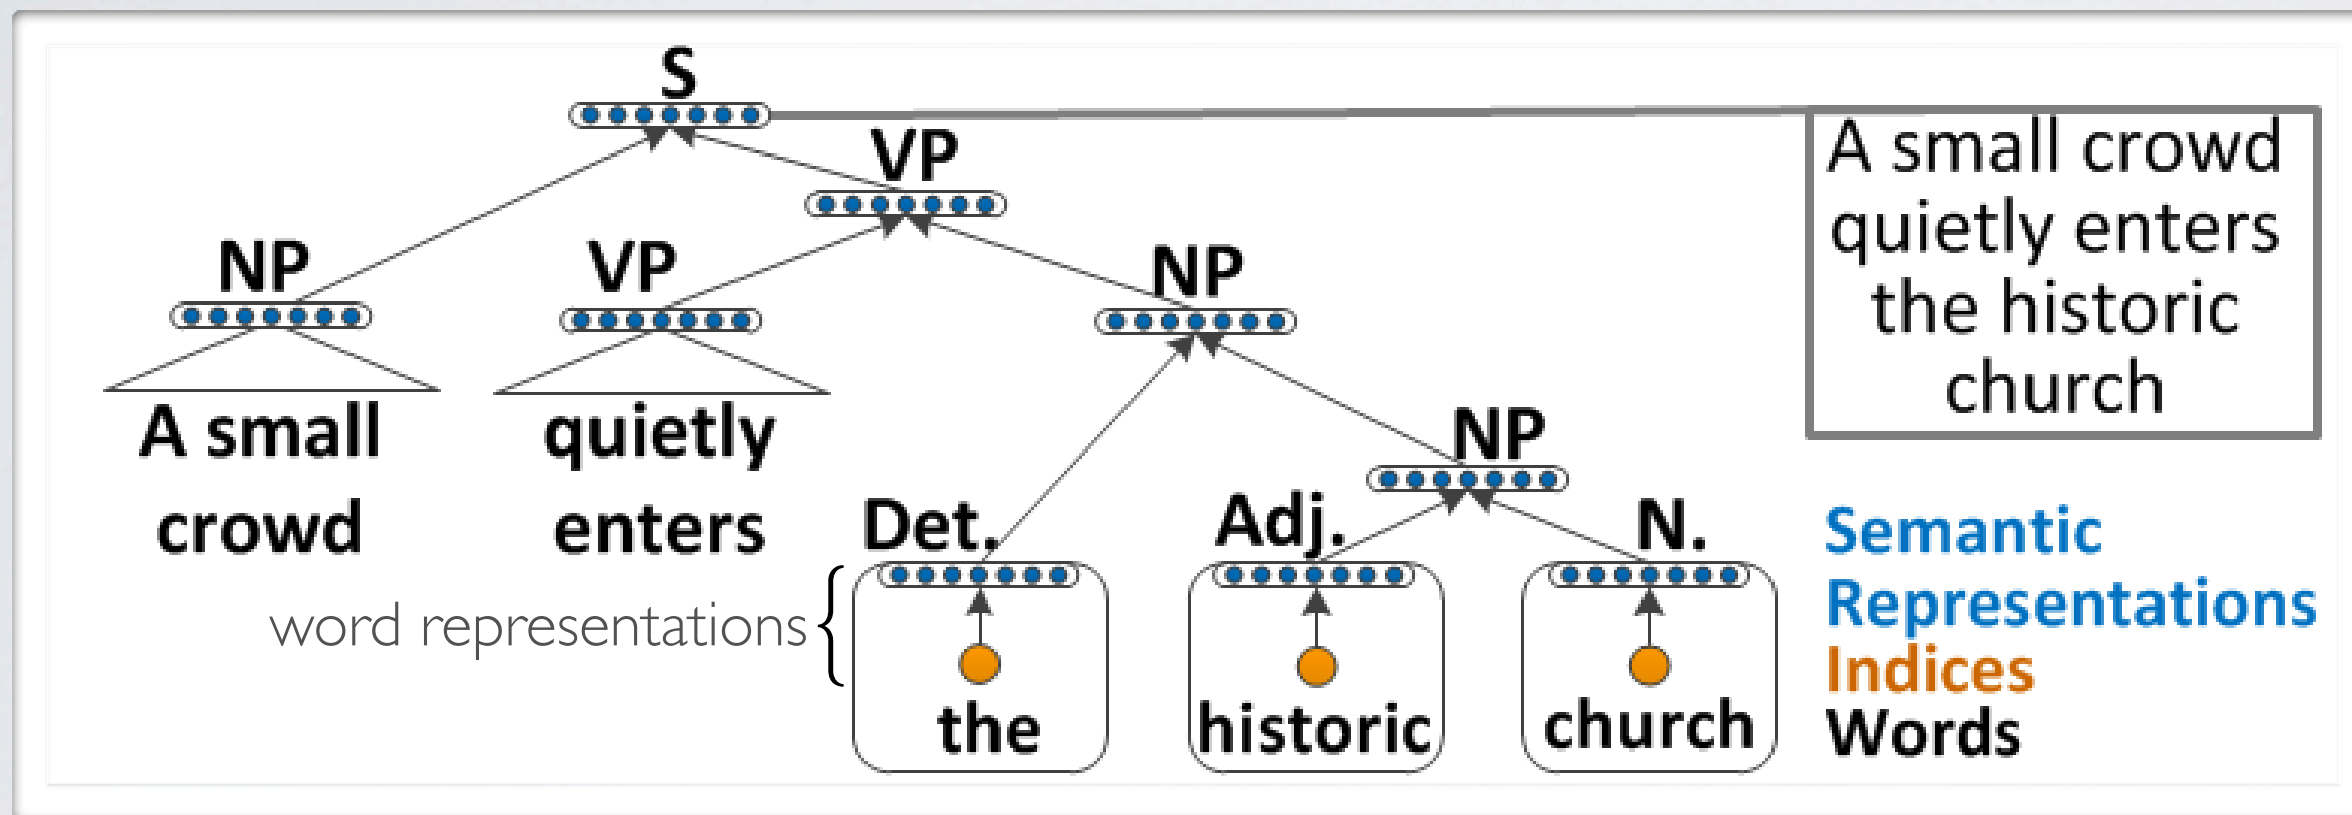 S
VP
NP
VP
NP
A small
crowd
quietly
enters
NP
Det.
Adj.
N.
word representations
the
historic
church
A small crowd
quietly enters
the historic
church
Semantic
Representations
Indices
Words